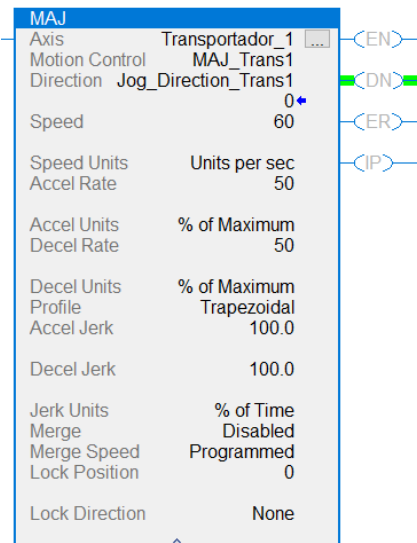 MAJ
Axis Transportador_1 ... EN
Motion Control MAJ_Trans1
Direction Jog_Direction_Trans1 DN
0
Speed 60 ER
Speed Units Units per sec IP
Accel Rate 50
Accel Units % of Maximum
Decel Rate 50
Decel Units % of Maximum
Profile Trapezoidal
Accel Jerk 100.0
Decel Jerk 100.0
Jerk Units % of Time
Merge Disabled
Merge Speed Programmed
Lock Position 0
Lock Direction None